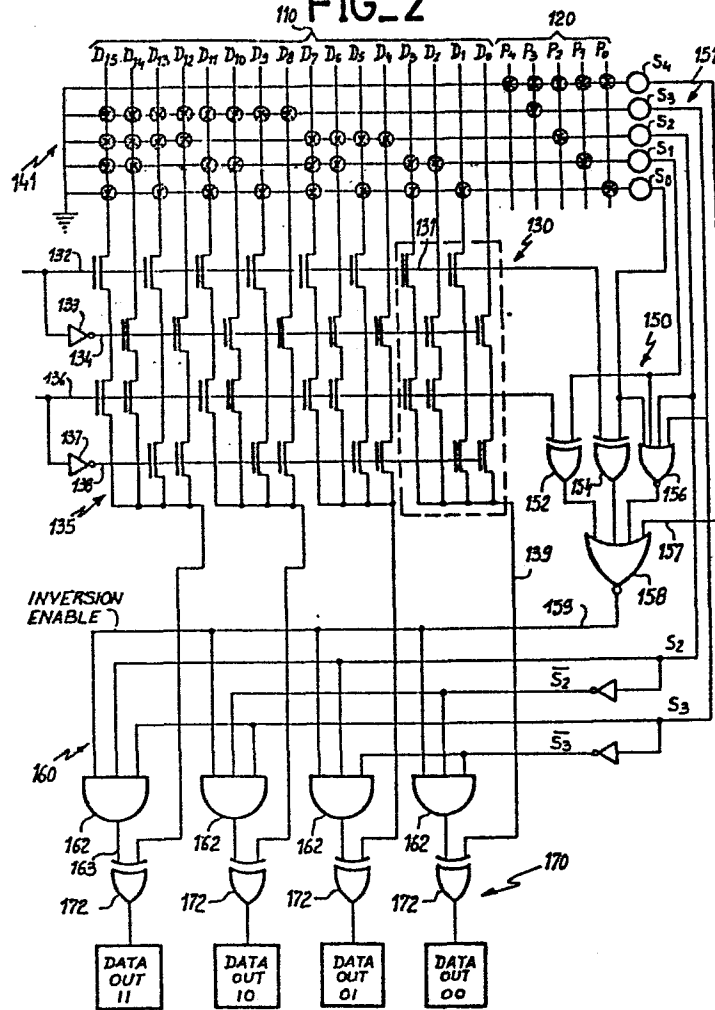 FIG_2
110 120
D15 D14 D13 D12 D11 D10 D9 D8 D7 D6 D5 D4 D3 D2 D1 D0 P4 P3 P2 P1 P0
S4
151
S3
S2
S1
S0
141
132 131 130
133
134
150
136
137
138
152 154 156
135
139
157
158
INVERSION
ENABLE
159
S2
S2
S3
S3
160
162 162 162 162
163
170
172 172 172 172
DATA
OUT
11
DATA
OUT
10
DATA
OUT
01
DATA
OUT
00